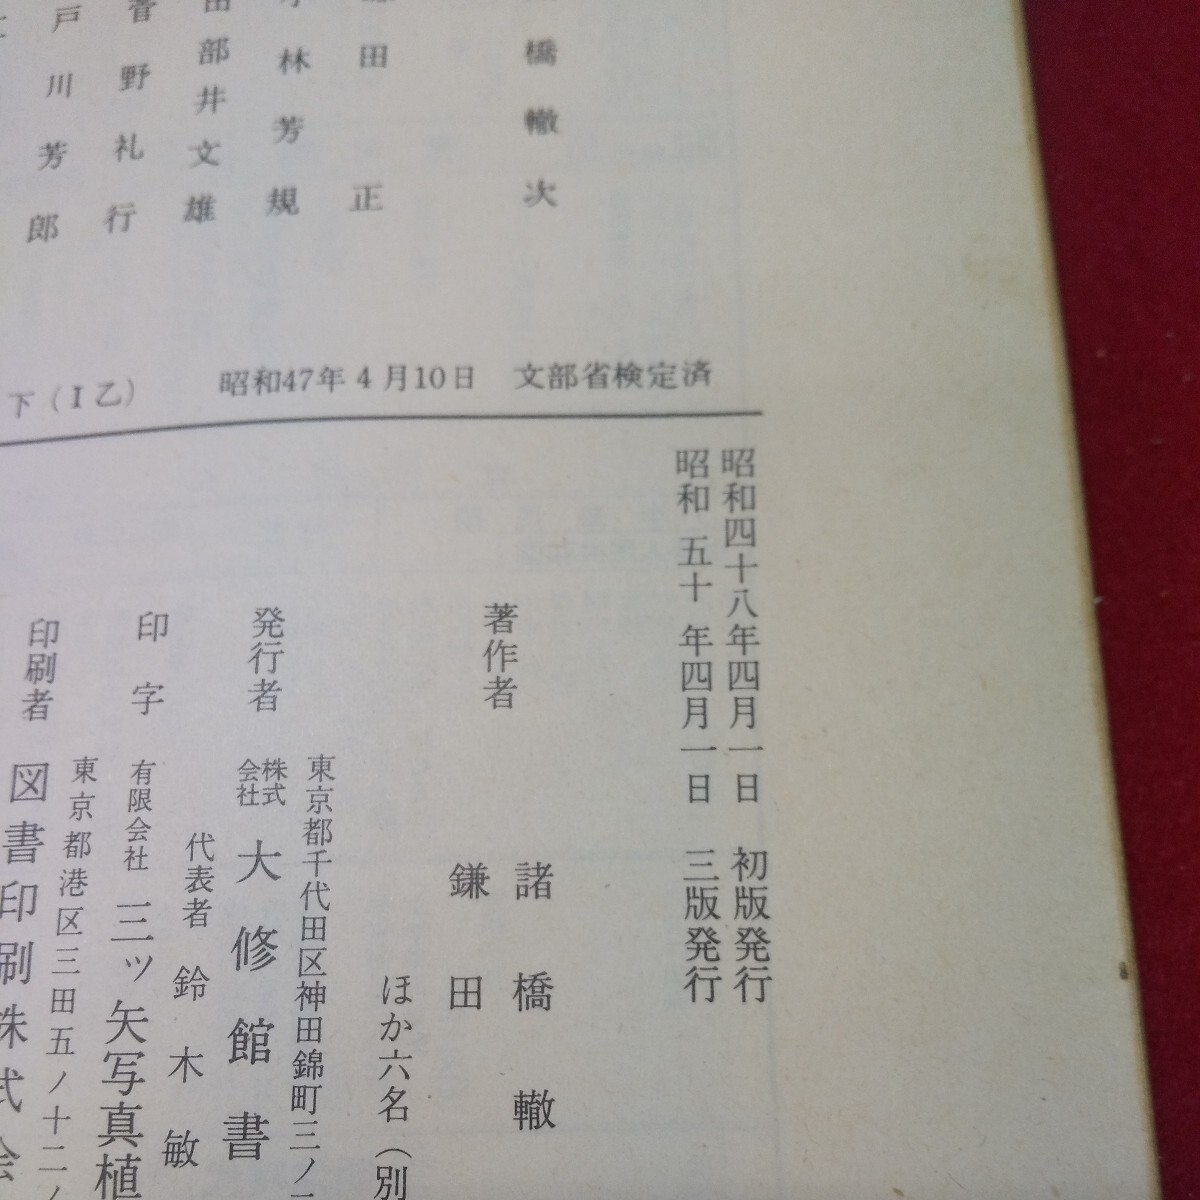 橋轍次
田正
林芳規
部井文雄
菅野礼行
戸川芳郎
下(Ⅰ乙) 昭和47年4月10日 文部省検定済
昭和四十八年四月一日 初版発行
昭和五十年四月一日 三版発行
著作者
諸橋轍
鎌田
ほか六名(別
東京都千代田区神田錦町三ノ
発行者 株式会社 大修館書
代表者 鈴木敏
印字 有限会社 三ツ矢写真植
東京都港区三田五ノ十二ノ
印刷者 図書印刷株式会